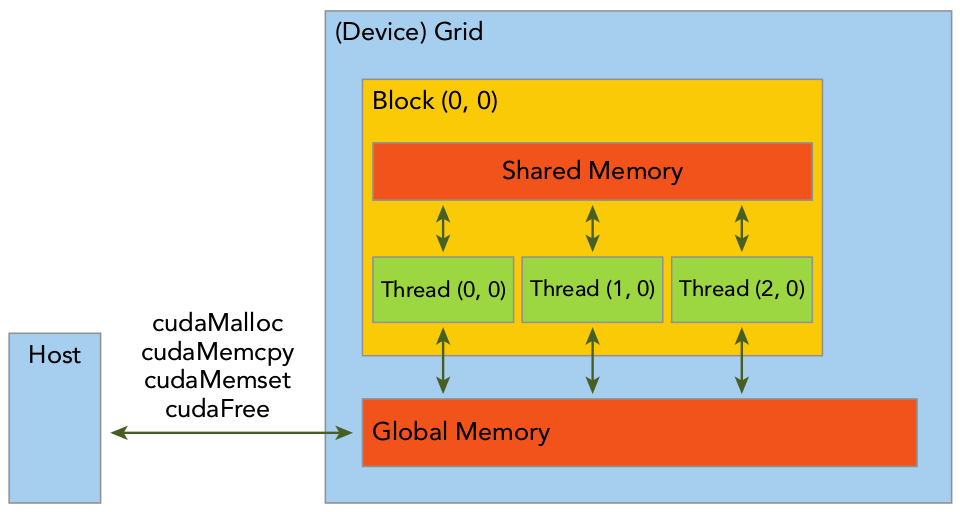 (Device) Grid
Block (0, 0)
Shared Memory
Thread (0, 0)
Thread (1, 0)
Thread (2, 0)
cudaMalloc
cudaMemcpy
cudaMemset
cudaFree
Host
Global Memory